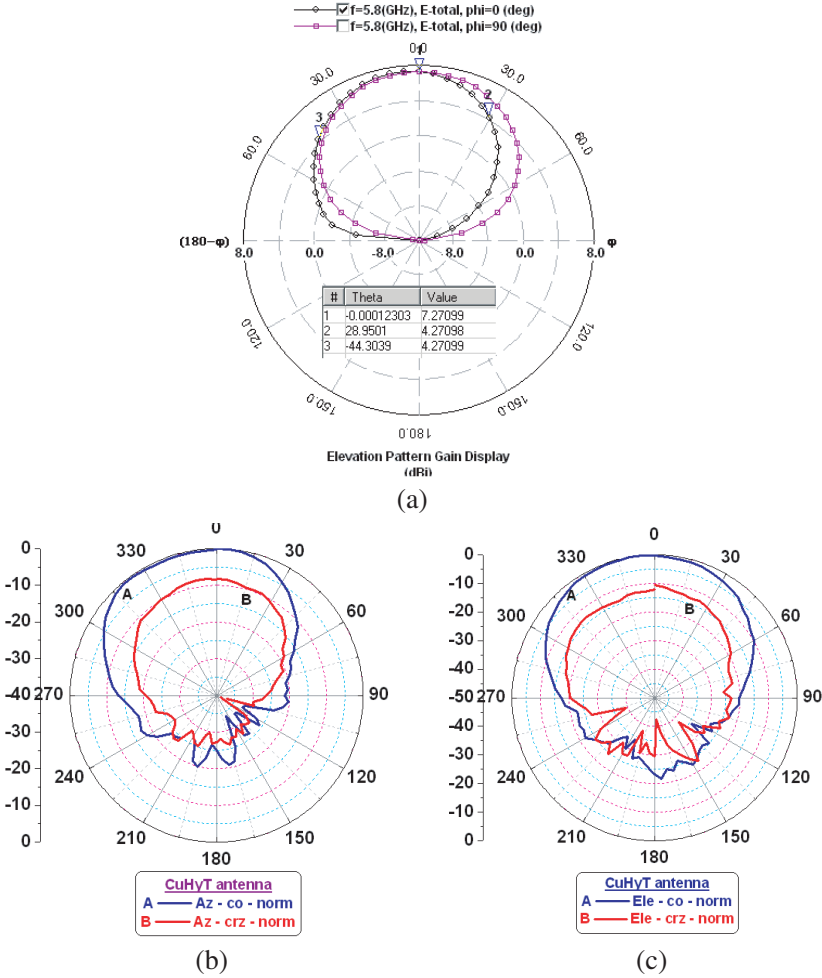 f=5.8(GHz), E-total, phi=0 (deg)
f=5.8(GHz), E-total, phi=90 (deg)
1
0.0
30.0
30.0
2
3
60.0
60.0
(180-φ)
φ
8.0
0.0
-8.0
8.0
0.0
8.0
# Theta Value
1 -0.00012303 7.27099
2 28.9501 4.27098
3 -44.3039 4.27099
120.0
120.0
150.0
150.0
180.0
Elevation Pattern Gain Display
(dBi)
(a)
0
-10
-20
-30
-40
-30
-20
-10
0
0
30
60
90
120
150
180
210
240
270
300
330
A
B
CuHyT antenna
A Az - co - norm
B Az - crz - norm
(b)
0
-10
-20
-30
-40
-50
-40
-30
-20
-10
0
0
30
60
90
120
150
180
210
240
270
300
330
A
B
CuHyT antenna
A Ele - co - norm
B Ele - crz - norm
(c)